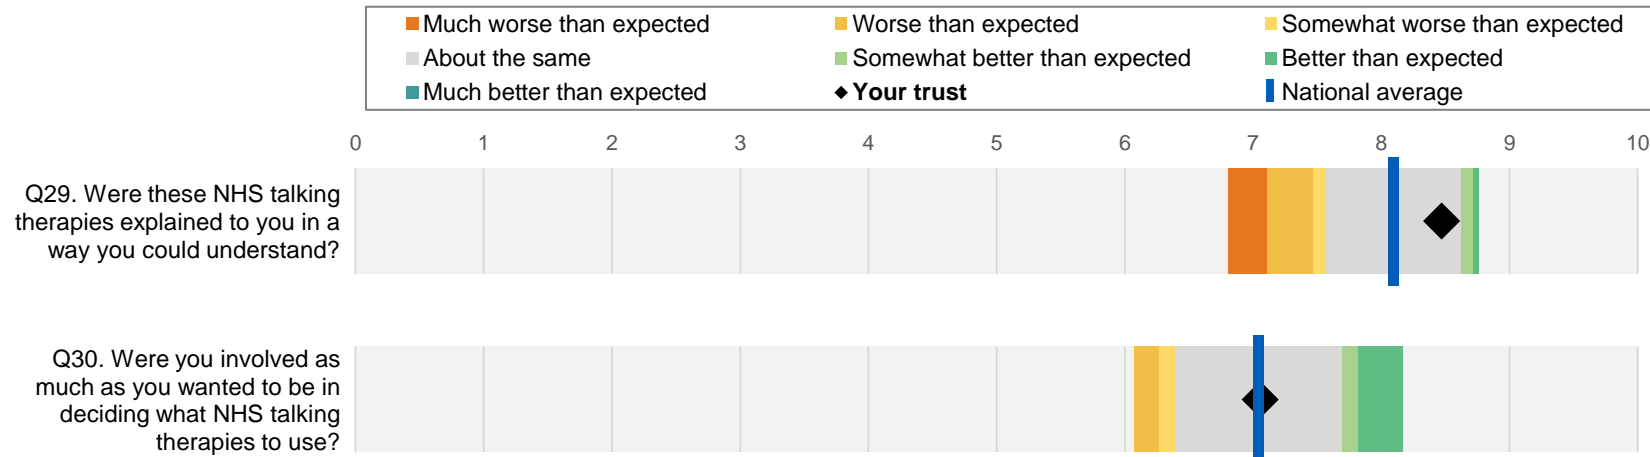 Much worse than expected
Worse than expected
Somewhat worse than expected
About the same
Somewhat better than expected
Better than expected
Much better than expected
Your trust
National average
0 1 2 3 4 5 6 7 8 9 10
Q29. Were these NHS talking
therapies explained to you in a
way you could understand?
Q30. Were you involved as
much as you wanted to be in
deciding what NHS talking
therapies to use?